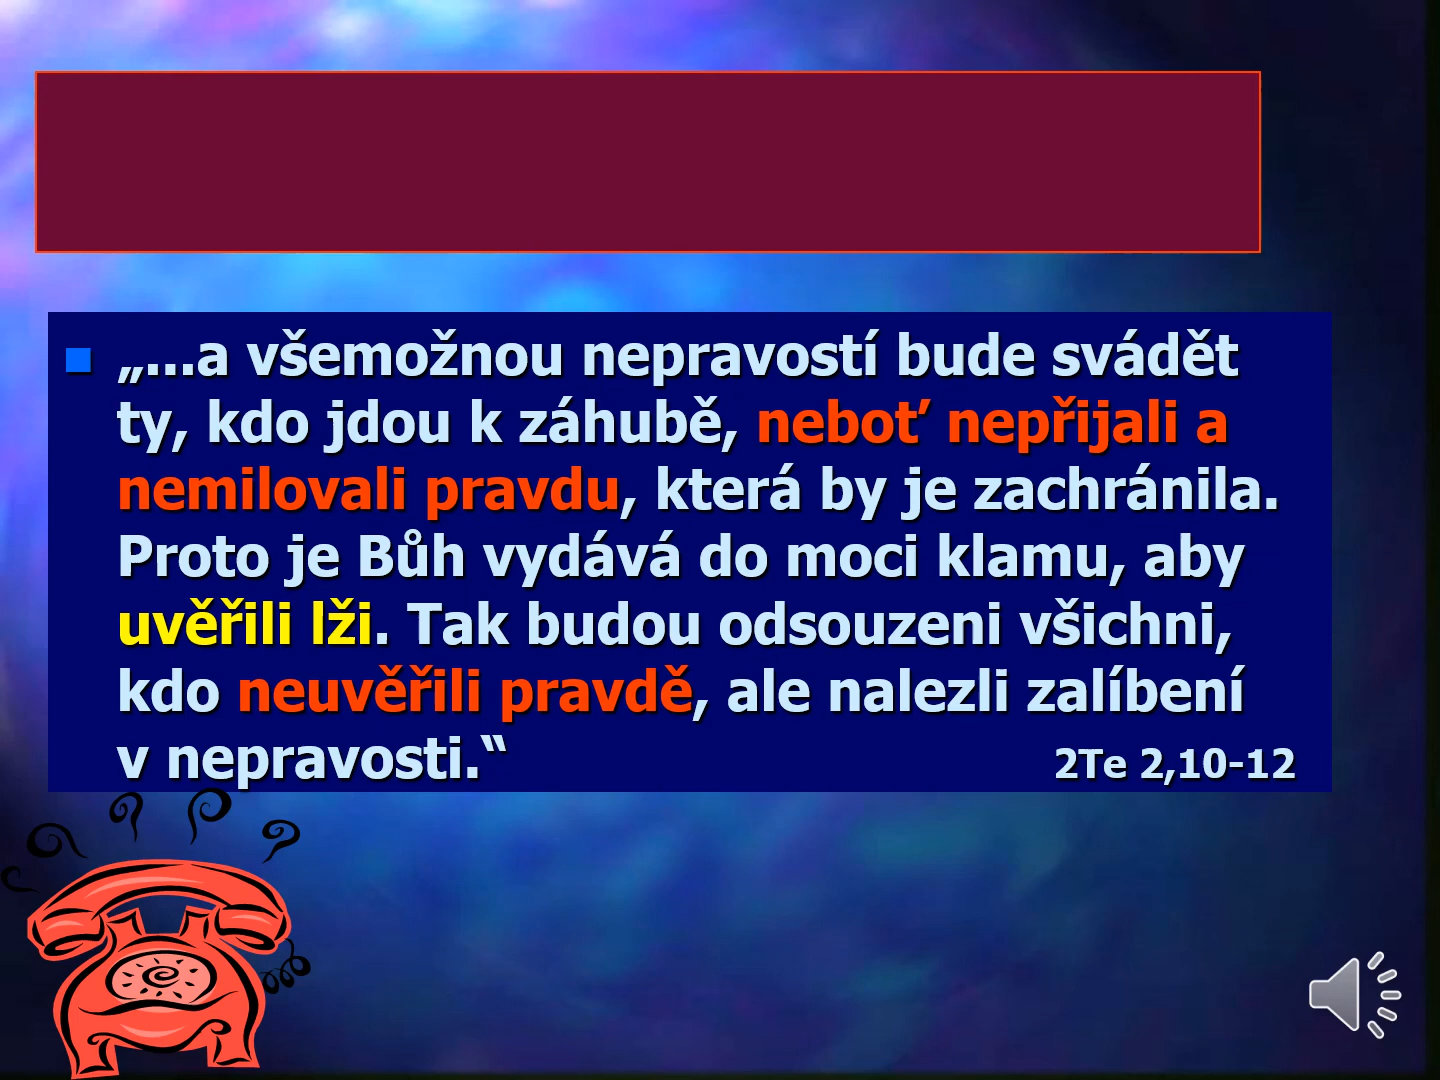 „...a všemožnou nepravostí bude svádět
ty, kdo jdou k záhubě, neboť nepřijali a
nemilovali pravdu, která by je zachránila.
Proto je Bůh vydává do moci klamu, aby
uvěřili lži. Tak budou odsouzeni všichni,
kdo neuvěřili pravdě, ale nalezli zalíbení
v nepravosti.“ 2Te 2,10-12